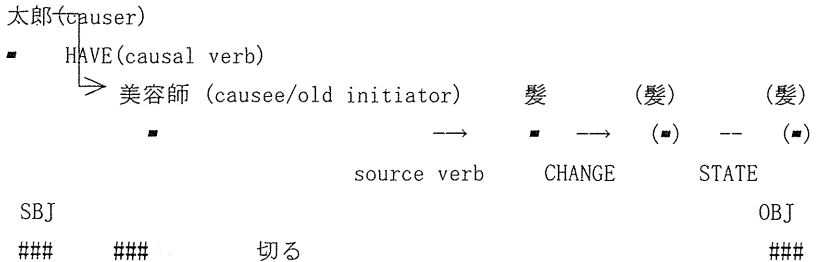 太郎(causer)
HAVE(causal verb)
美容師 (causee/old initiator) 髪 (髪) (髪)
▪ → ▪ → (▪) -- (▪)
source verb CHANGE STATE
SBJ OBJ
### ### 切る ###